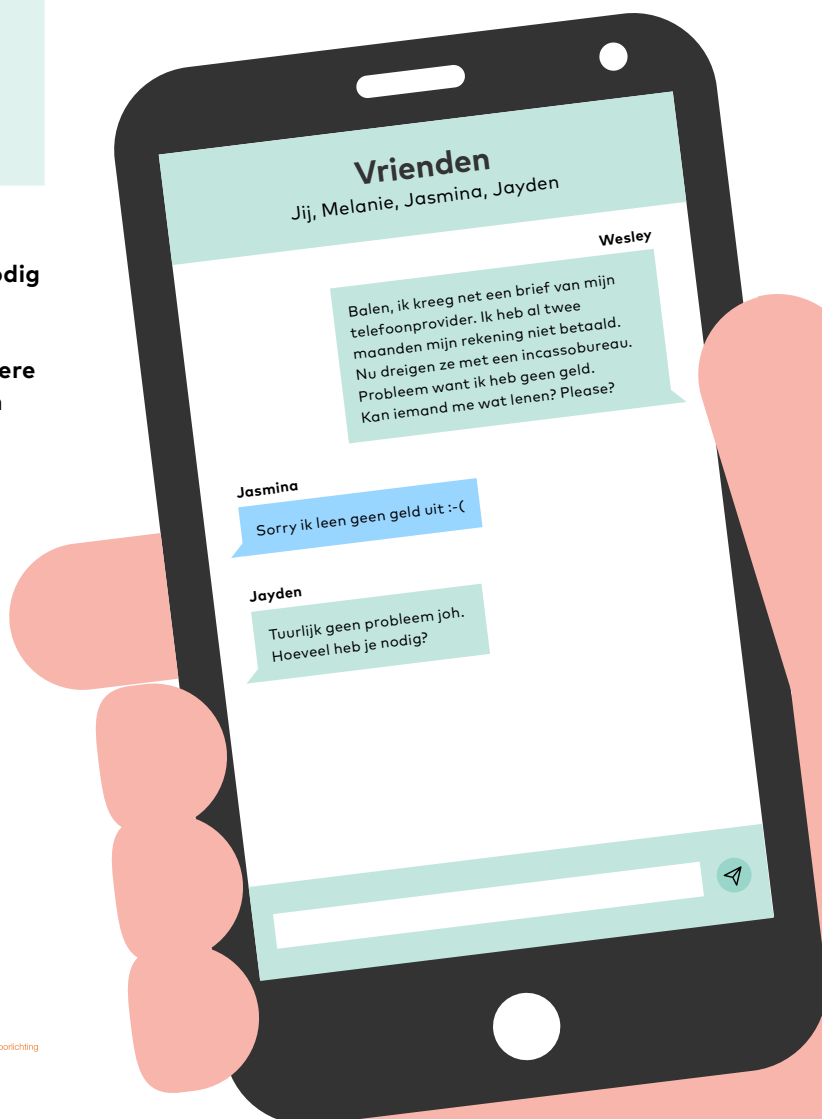 Vrienden
Jij, Melanie, Jasmina, Jayden
Wesley
Balen, ik kreeg net een brief van mijn
telefoonprovider. Ik heb al twee
maanden mijn rekening niet betaald.
Nu dreigen ze met een incassobureau.
Probleem want ik heb geen geld.
Kan iemand me wat lenen? Please?
Jasmina
Sorry ik leen geen geld uit :-(
Jayden
Tuurlijk geen probleem joh.
Hoeveel heb je nodig?